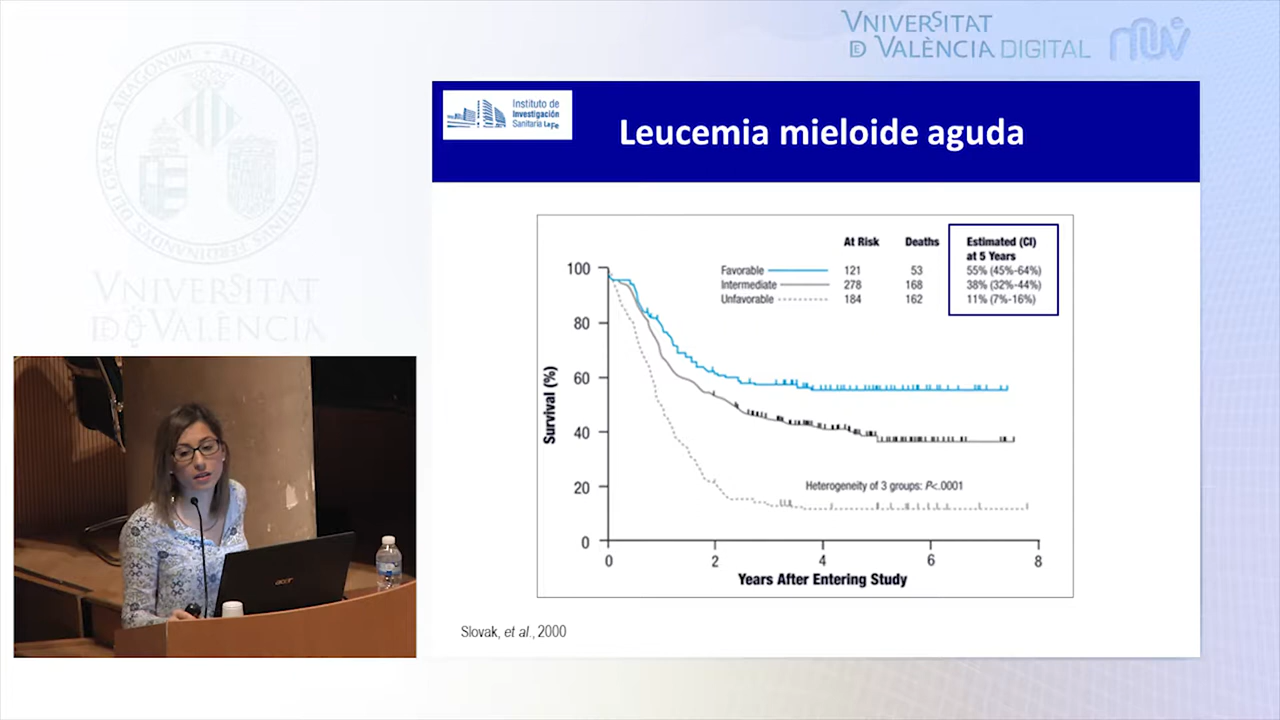 VNIVERSITAT
DE VALÈNCIA DIGITAL
Instituto de
Investigación
Sanitaria La Fe
Leucemia mieloide aguda
At Risk Deaths Estimated (CI)
at 5 Years
Favorable 121 53 55% (45%-64%)
Intermediate 278 168 38% (32%-44%)
Unfavorable 184 162 11% (7%-16%)
100
80
60
40
20
0
Survival (%)
Heterogeneity of 3 groups: P<.0001
0 2 4 6 8
Years After Entering Study
Slovak, et al., 2000
VNIVERSITAT
DE VALÈNCIA
acer